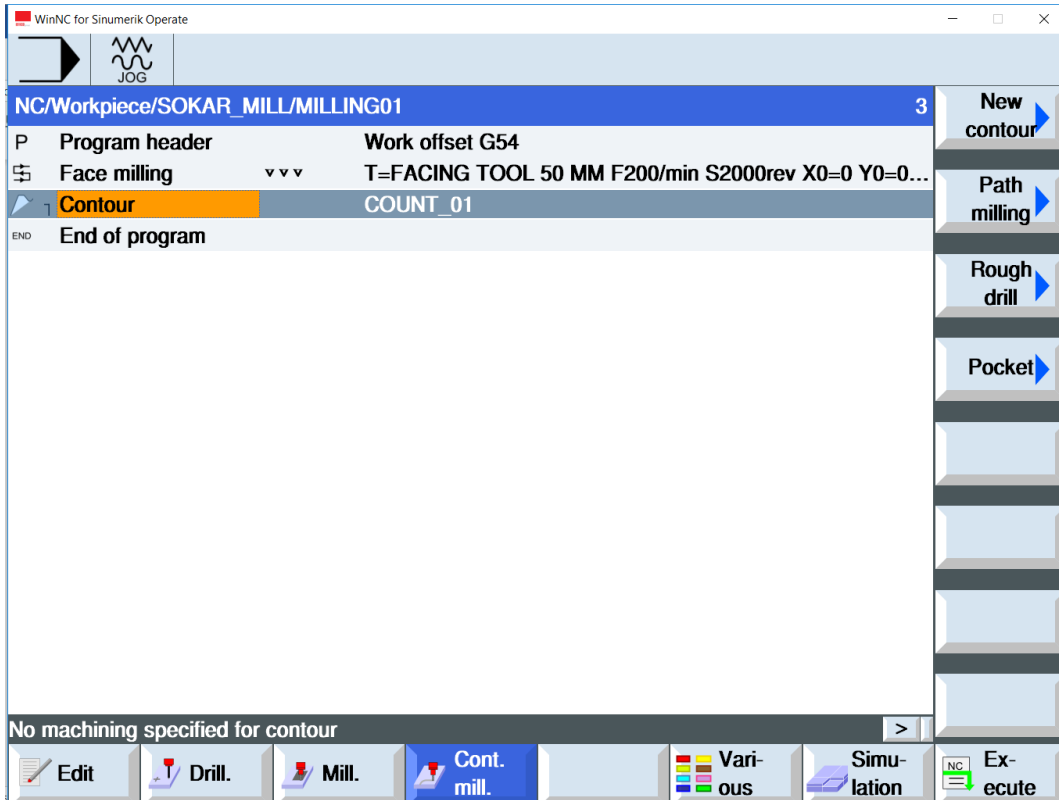 WinNC for Sinumerik Operate
JOG
NC/Workpiece/SOKAR_MILL/MILLING01 3
P Program header Work offset G54
Face milling ▿▿▿ T=FACING TOOL 50 MM F200/min S2000rev X0=0 Y0=0...
Contour COUNT_01
END End of program
New
contour
Path
milling
Rough
drill
Pocket
No machining specified for contour >
Edit
Drill.
Mill.
Cont.
mill.
Vari-
ous
Simu-
lation
NC
Ex-
ecute